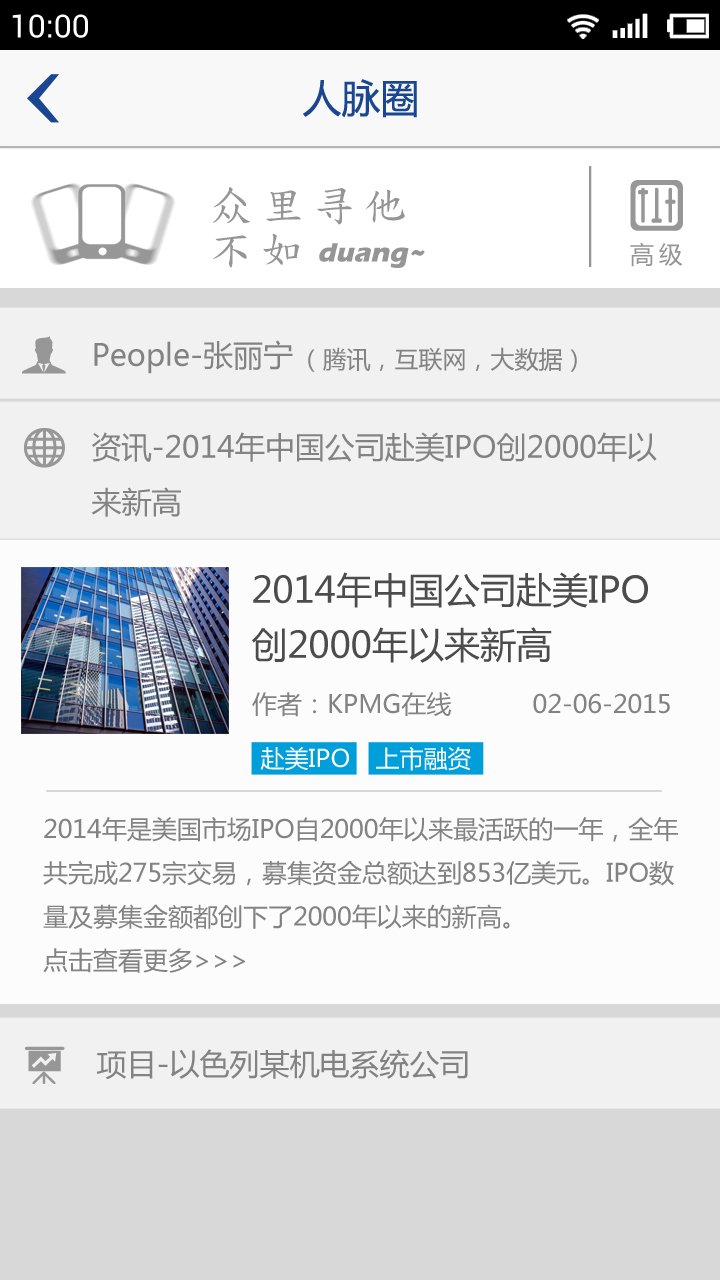 10:00
人脉圈
众里寻他
不如 duang~
高级
People-张丽宁（腾讯，互联网，大数据）
资讯-2014年中国公司赴美IPO创2000年以
来新高
2014年中国公司赴美IPO
创2000年以来新高
作者：KPMG在线 02-06-2015
赴美IPO 上市融资
2014年是美国市场IPO自2000年以来最活跃的一年，全年
共完成275宗交易，募集资金总额达到853亿美元。IPO数
量及募集金额都创下了2000年以来的新高。
点击查看更多>>>
项目-以色列某机电系统公司